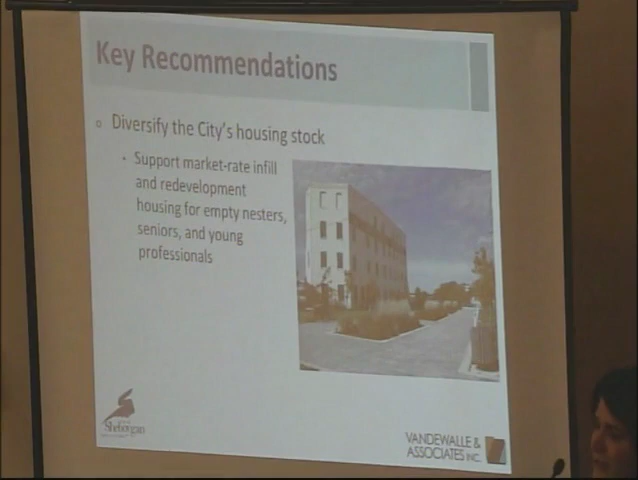 Key Recommendations
Diversify the City's housing stock
Support market-rate infill
and redevelopment
housing for empty nesters,
seniors, and young
professionals
Sheboygan
VANDEWALLE &
ASSOCIATES INC.